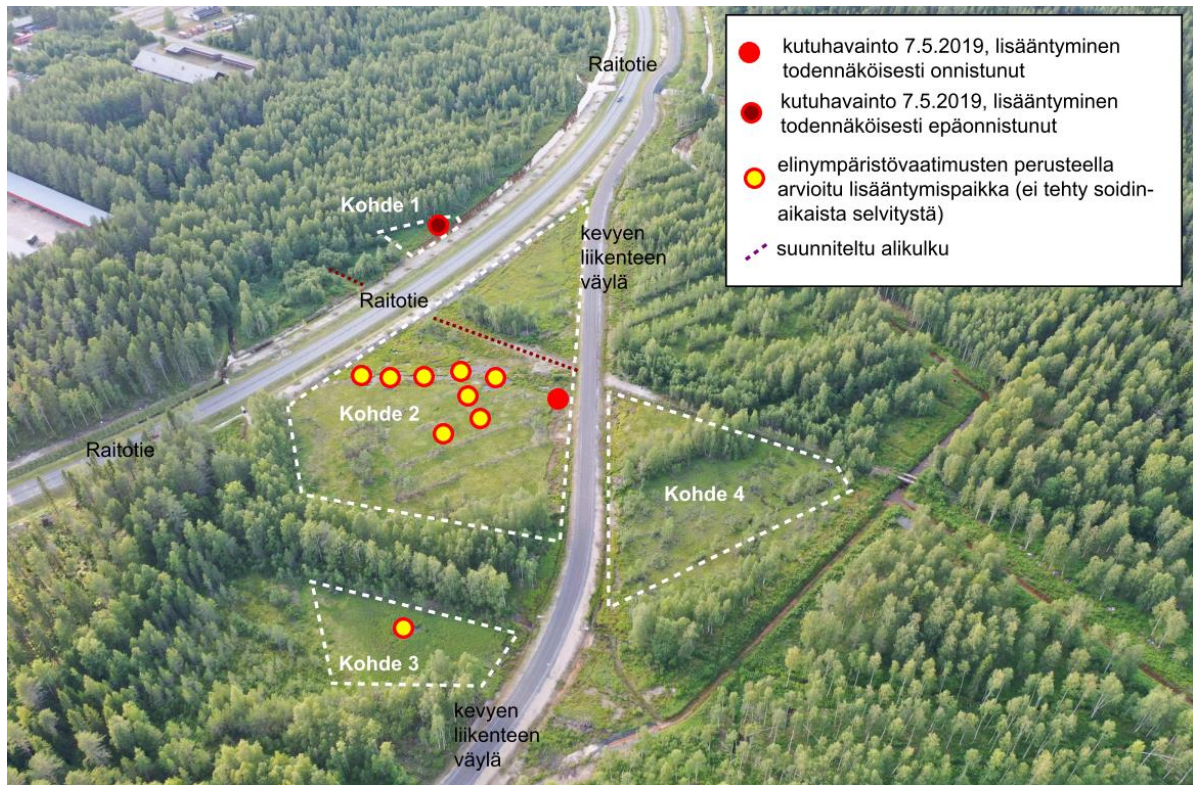 kutuhavainto 7.5.2019, lisääntyminen
todennäköisesti onnistunut
kutuhavainto 7.5.2019, lisääntyminen
todennäköisesti epäonnistunut
elinympäristövaatimusten perusteella
arvioitu lisääntymispaikka (ei tehty soidin-
aikaista selvitystä)
suunniteltu alikulku
Raitotie
Kohde 1
kevyen
liikenteen
väylä
Raitotie
Kohde 2
Raitotie
Kohde 4
Kohde 3
kevyen
liikenteen
väylä